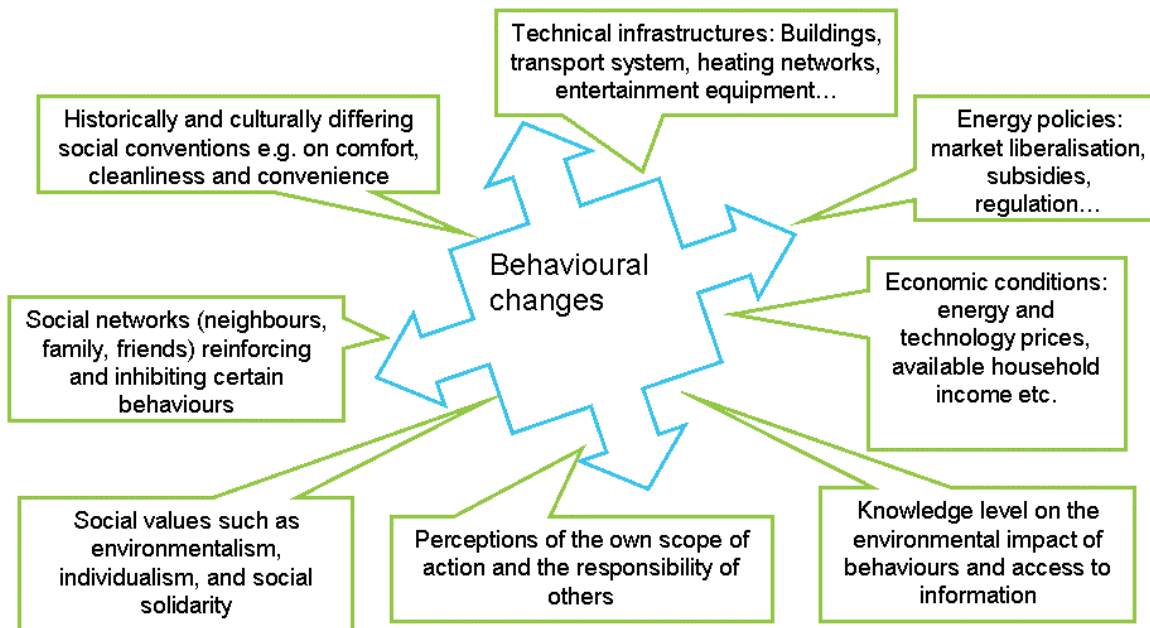 Technical infrastructures: Buildings,
transport system, heating networks,
entertainment equipment…
Historically and culturally differing
social conventions e.g. on comfort,
cleanliness and convenience
Energy policies:
market liberalisation,
subsidies,
regulation…
Behavioural
changes
Economic conditions:
energy and
technology prices,
available household
income etc.
Social networks (neighbours,
family, friends) reinforcing
and inhibiting certain
behaviours
Social values such as
environmentalism,
individualism, and social
solidarity
Perceptions of the own scope of
action and the responsibility of
others
Knowledge level on the
environmental impact of
behaviours and access to
information